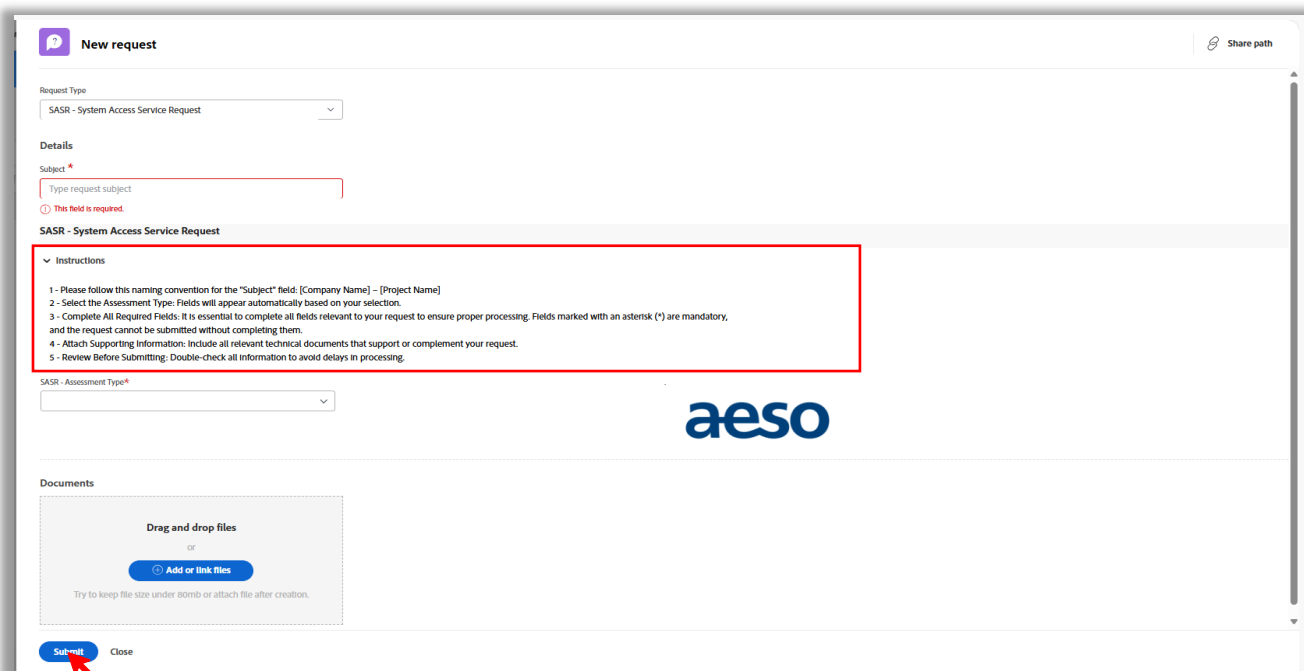 New request
Share path
Request Type
SASR - System Access Service Request
Details
Subject *
Type request subject
This field is required.
SASR - System Access Service Request
Instructions
1 - Please follow this naming convention for the "Subject" field: [Company Name] – [Project Name]
2 - Select the Assessment Type: Fields will appear automatically based on your selection.
3 - Complete All Required Fields: It is essential to complete all fields relevant to your request to ensure proper processing. Fields marked with an asterisk (*) are mandatory,
and the request cannot be submitted without completing them.
4 - Attach Supporting Information: Include all relevant technical documents that support or complement your request.
5 - Review Before Submitting: Double-check all information to avoid delays in processing.
SASR - Assessment Type*
aeso
Documents
Drag and drop files
or
Add or link files
Try to keep file size under 80mb or attach file after creation.
Submit Close